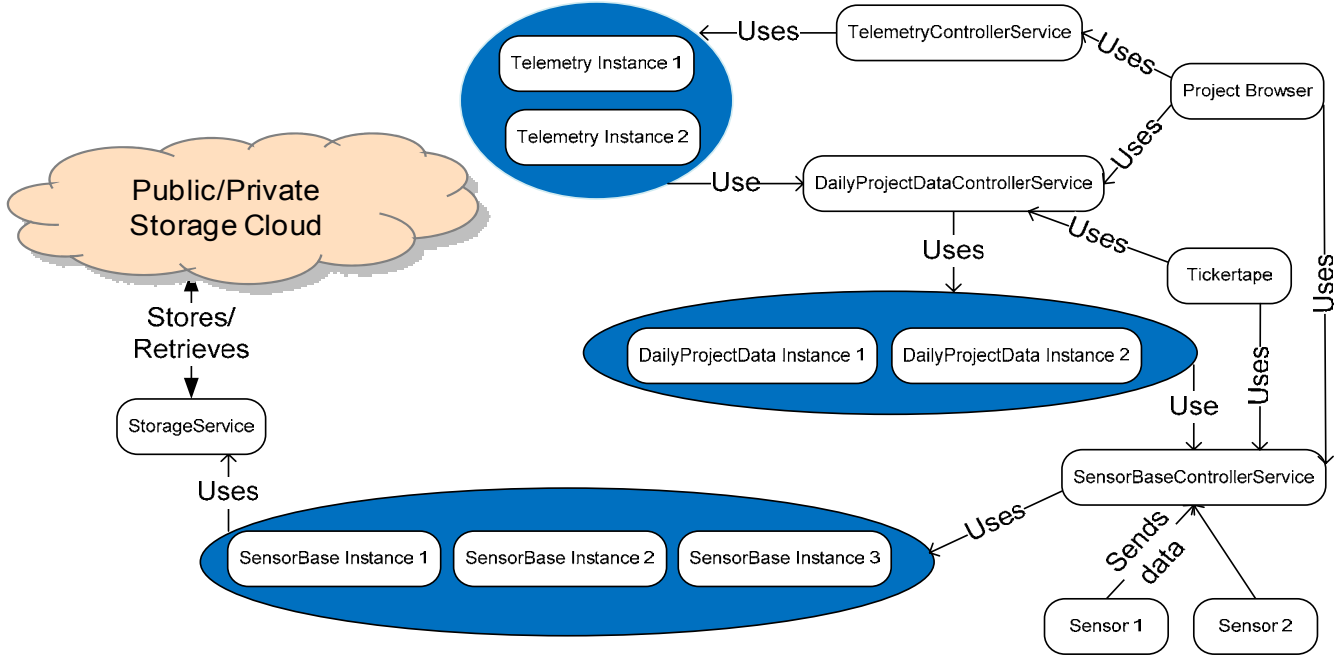 Uses
TelemetryControllerService
Uses
Telemetry Instance 1
Project Browser
Telemetry Instance 2
Uses
Public/Private
Storage Cloud
Use
DailyProjectDataControllerService
Uses
Uses
Tickertape
Uses
Stores/
Retrieves
DailyProjectData Instance 1
DailyProjectData Instance 2
Uses
Use
StorageService
SensorBaseControllerService
Uses
Uses
SensorBase Instance 1
SensorBase Instance 2
SensorBase Instance 3
Sends
data
Sensor 1
Sensor 2